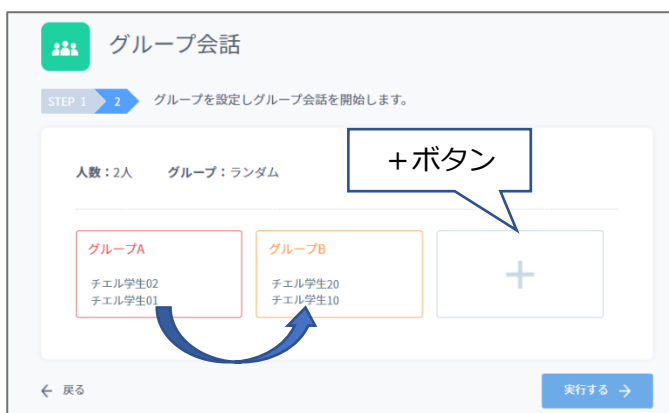 グループ会話
STEP 1 2 グループを設定しグループ会話を開始します。
+ボタン
人数：2人 グループ：ランダム
グループA
チエル学生02
チエル学生01
グループB
チエル学生20
チエル学生10
+
← 戻る
実行する →